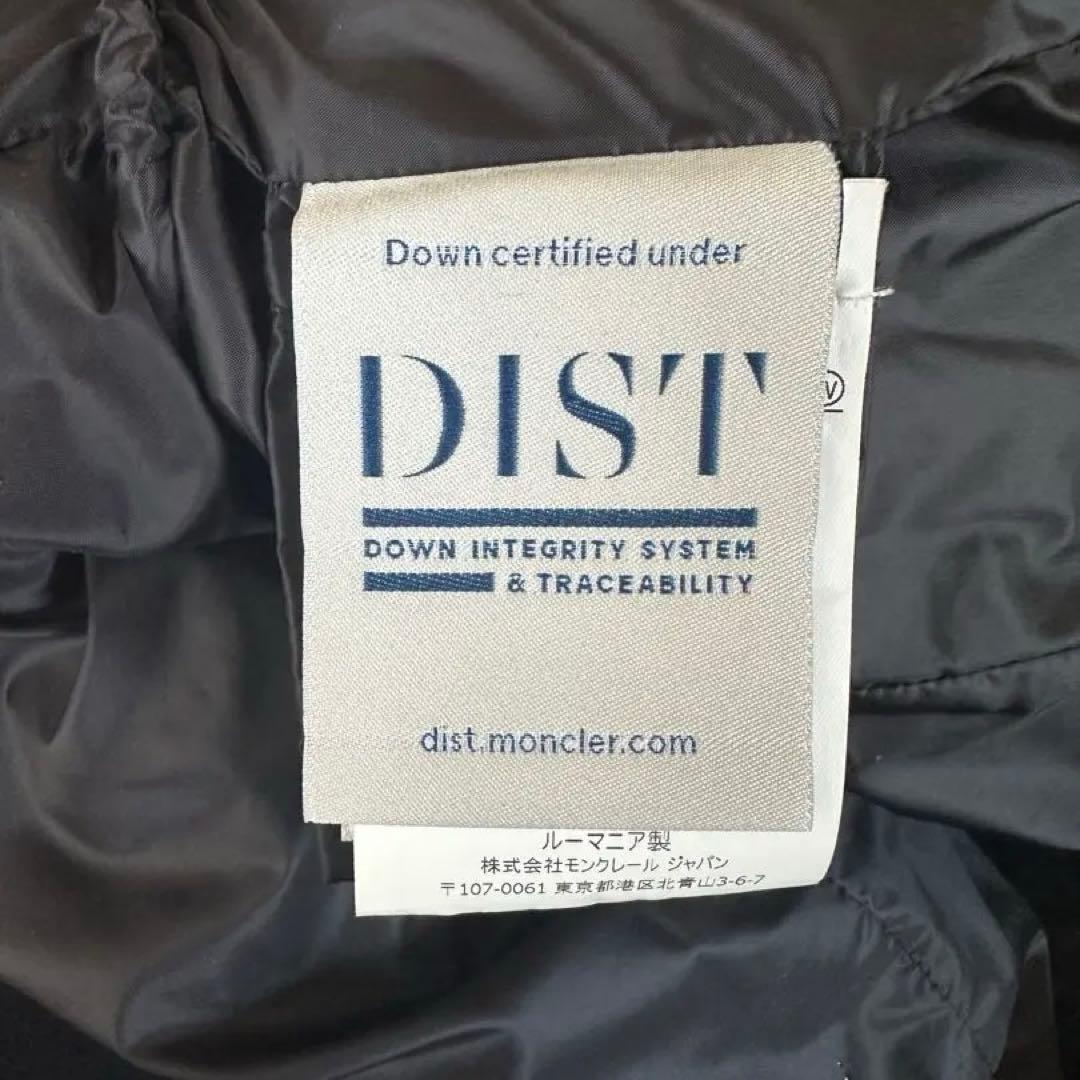 Down certified under
DIST
DOWN INTEGRITY SYSTEM
& TRACEABILITY
dist.moncler.com
W
ルーマニア製
株式会社モンクレール ジャパン
〒107-0061 東京都港区北青山3-6-7